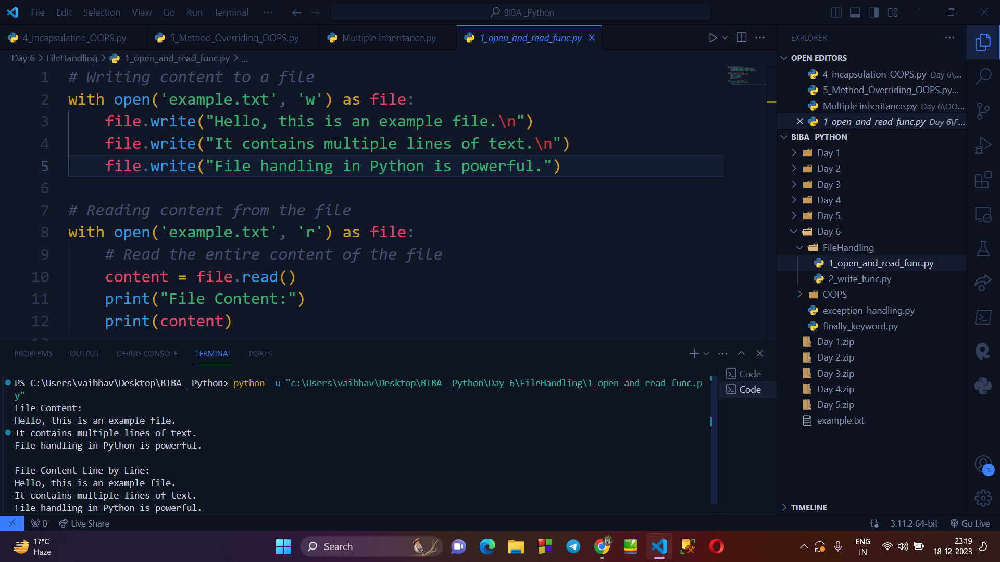 File Edit Selection View Go Run Terminal ··· BIBA _Python
4_incapsulation_OOPS.py 5_Method_Overriding_OOPS.py Multiple inheritance.py 1_open_and_read_func.py
Day 6 > FileHandling > 1_open_and_read_func.py > ...
1 # Writing content to a file
2 with open('example.txt', 'w') as file:
3 file.write("Hello, this is an example file.\n")
4 file.write("It contains multiple lines of text.\n")
5 file.write("File handling in Python is powerful.")
6
7 # Reading content from the file
8 with open('example.txt', 'r') as file:
9 # Read the entire content of the file
10 content = file.read()
11 print("File Content:")
12 print(content)
13
PROBLEMS OUTPUT DEBUG CONSOLE TERMINAL PORTS
PS C:\Users\vaibhav\Desktop\BIBA _Python> python -u "c:\Users\vaibhav\Desktop\BIBA _Python\Day 6\FileHandling\1_open_and_read_func.p
y"
File Content:
Hello, this is an example file.
It contains multiple lines of text.
File handling in Python is powerful.
File Content Line by Line:
Hello, this is an example file.
It contains multiple lines of text.
File handling in Python is powerful.
Code
Code
EXPLORER
OPEN EDITORS
4_incapsulation_OOPS.py Day 6\...
5_Method_Overriding_OOPS.py...
Multiple inheritance.py Day 6\OO...
1_open_and_read_func.py Day 6\F...
BIBA _PYTHON
Day 1
Day 2
Day 3
Day 4
Day 5
Day 6
FileHandling
1_open_and_read_func.py
2_write_func.py
OOPS
exception_handling.py
finally_keyword.py
Day 1.zip
Day 2.zip
Day 3.zip
Day 4.zip
Day 5.zip
example.txt
TIMELINE
1
0 Live Share 3.11.2 64-bit Go Live
17°C
Haze
Search
ENG
IN
23:19
18-12-2023